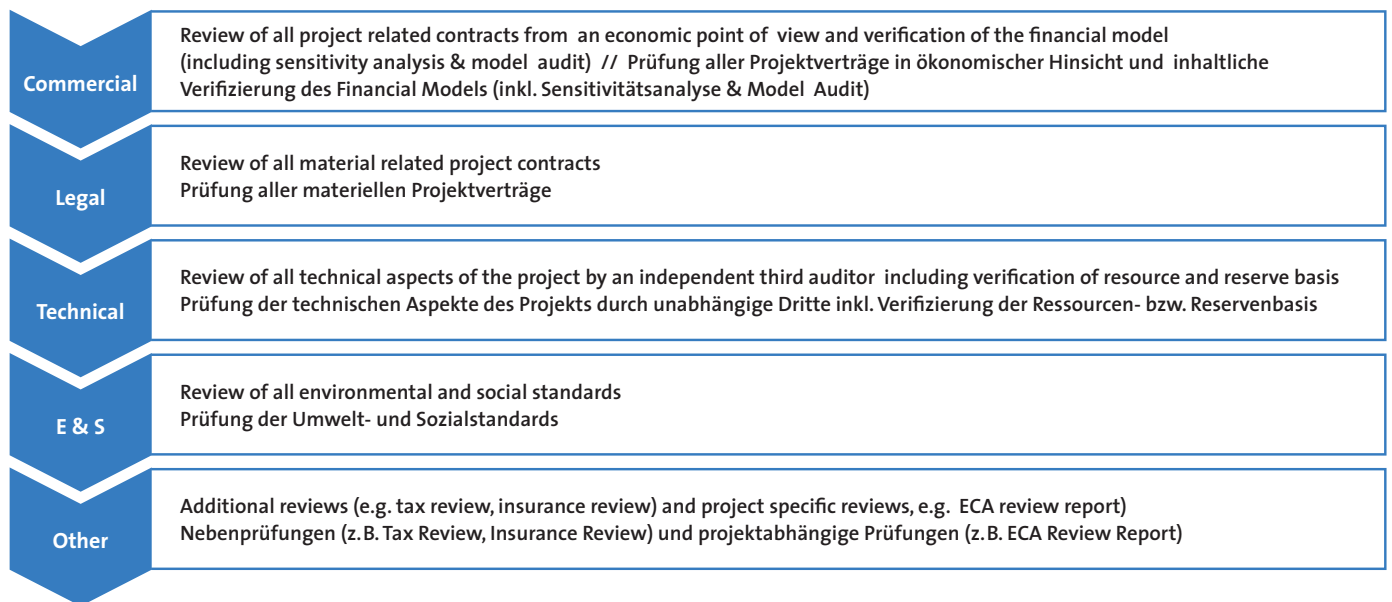 Commercial
Review of all project related contracts from an economic point of view and verification of the financial model
(including sensitivity analysis & model audit) // Prüfung aller Projektverträge in ökonomischer Hinsicht und inhaltliche
Verifizierung des Financial Models (inkl. Sensitivitätsanalyse & Model Audit)
Legal
Review of all material related project contracts
Prüfung aller materiellen Projektverträge
Technical
Review of all technical aspects of the project by an independent third auditor including verification of resource and reserve basis
Prüfung der technischen Aspekte des Projekts durch unabhängige Dritte inkl. Verifizierung der Ressourcen- bzw. Reservenbasis
E & S
Review of all environmental and social standards
Prüfung der Umwelt- und Sozialstandards
Other
Additional reviews (e.g. tax review, insurance review) and project specific reviews, e.g. ECA review report)
Nebenprüfungen (z.B. Tax Review, Insurance Review) und projektabhängige Prüfungen (z.B. ECA Review Report)